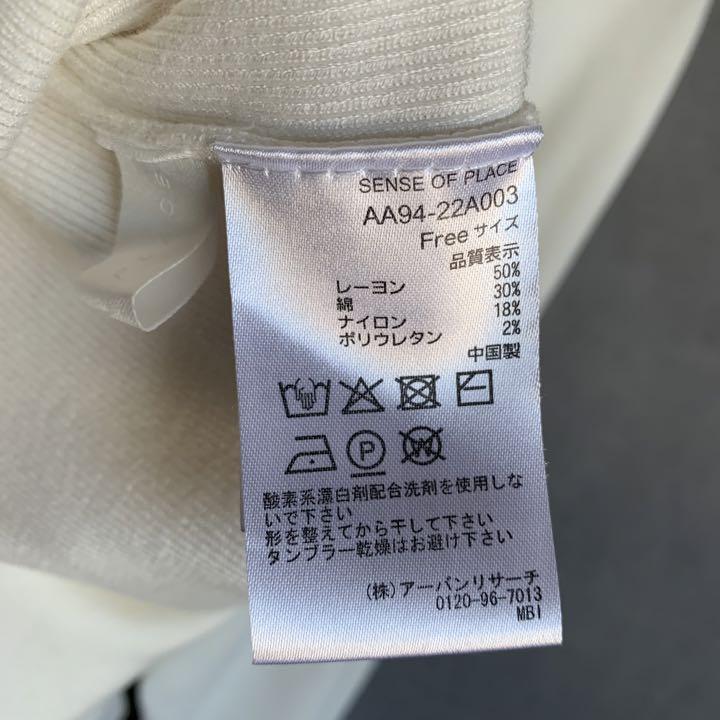 SENSE OF PLACE
AA94-22A003
Free サイズ
品質表示
レーヨン 50%
綿 30%
ナイロン 18%
ポリウレタン 2%
中国製
P
W
酸素系漂白剤配合洗剤を使用しな
いで下さい
形を整えてから干して下さい
タンブラー乾燥はお避け下さい
(株)アーバンリサーチ
0120-96-7013
MBI